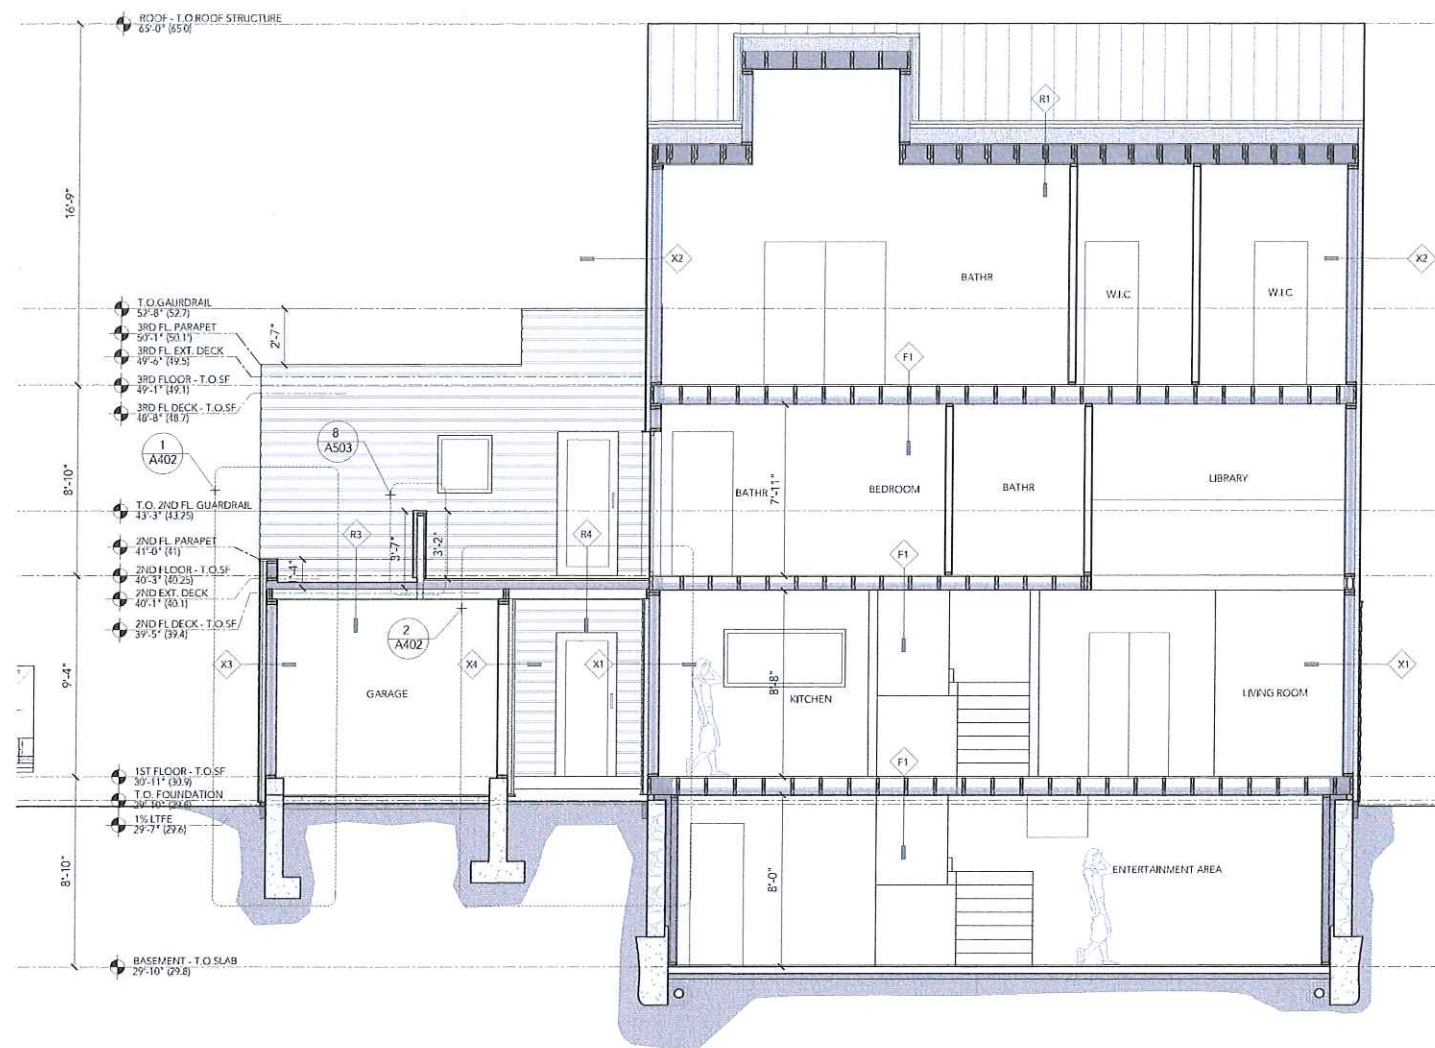 ROOF - T.O.ROOF STRUCTURE
65'-0" (65.0)
R1
16'-9"
X2
X2
BATHR
W.I.C
W.I.C
T.O.GAURDRAIL
52'-8" (52.7)
3RD FL. PARAPET
50'-1" (50.1')
3RD FL. EXT. DECK
49'-6" (49.5)
3RD FLOOR - T.O.SF
49'-1" (49.1)
3RD FL DECK - T.O.SF
48'-8" (48.7)
2'-7"
F1
1
A402
8
A503
8'-10"
BATHR
7'-11"
BEDROOM
BATHR
LIBRARY
T.O. 2ND FL. GUARDRAIL
43'-3" (43.25)
2ND FL. PARAPET
41'-0" (41)
2ND FLOOR - T.O.SF
40'-3" (40.25)
2ND EXT. DECK
40'-1" (40.1)
2ND FL DECK - T.O.SF
39'-5" (39.4)
R3
3'-7"
3'-2"
R4
F1
2
A402
X3
X4
X1
X1
9'-4"
GARAGE
8'-8"
KITCHEN
LIVING ROOM
1ST FLOOR - T.O.SF
30'-11" (30.9)
T.O. FOUNDATION
29'-10" (29.8)
1% LTFE
29'-7" (29.6)
F1
8'-10"
8'-0"
ENTERTAINMENT AREA
BASEMENT - T.O.SLAB
29'-10" (29.8)